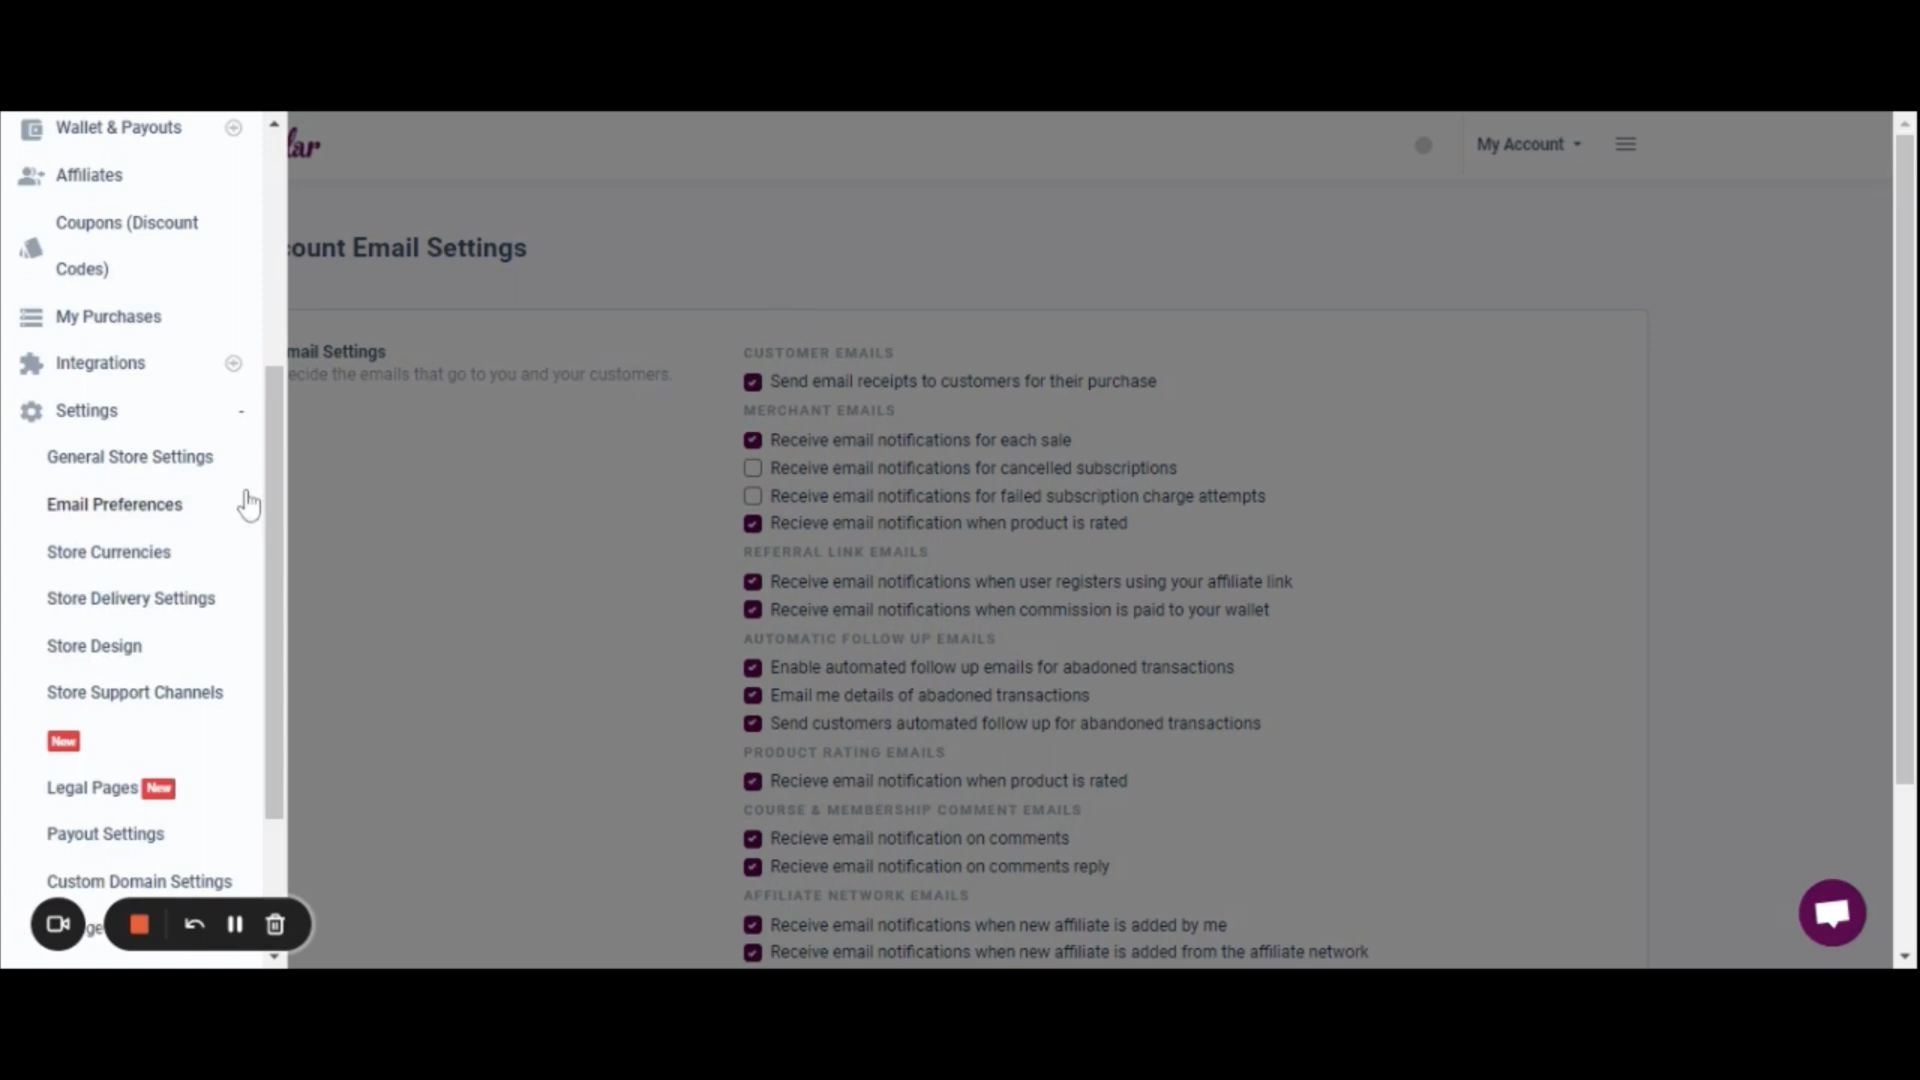 Wallet & Payouts
Affiliates
Coupons (Discount
Codes)
My Purchases
Integrations
Settings
-
General Store Settings
Email Preferences
Store Currencies
Store Delivery Settings
Store Design
Store Support Channels
New
Legal Pages New
Payout Settings
Custom Domain Settings
ge
lar
My Account
count Email Settings
mail Settings
ecide the emails that go to you and your customers.
CUSTOMER EMAILS
Send email receipts to customers for their purchase
MERCHANT EMAILS
Receive email notifications for each sale
Receive email notifications for cancelled subscriptions
Receive email notifications for failed subscription charge attempts
Recieve email notification when product is rated
REFERRAL LINK EMAILS
Receive email notifications when user registers using your affiliate link
Receive email notifications when commission is paid to your wallet
AUTOMATIC FOLLOW UP EMAILS
Enable automated follow up emails for abadoned transactions
Email me details of abadoned transactions
Send customers automated follow up for abandoned transactions
PRODUCT RATING EMAILS
Recieve email notification when product is rated
COURSE & MEMBERSHIP COMMENT EMAILS
Recieve email notification on comments
Recieve email notification on comments reply
AFFILIATE NETWORK EMAILS
Receive email notifications when new affiliate is added by me
Receive email notifications when new affiliate is added from the affiliate network